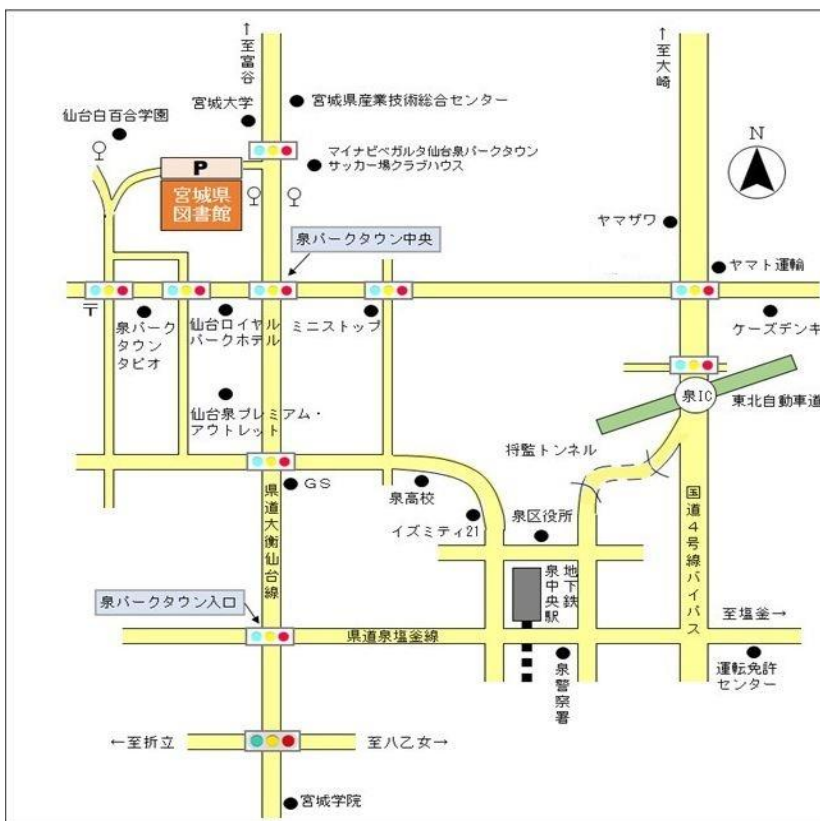 ↑至富谷
↑至大崎
宮城県産業技術総合センター
宮城大学
仙台白百合学園
N
マイナビベガルタ仙台泉パークタウン
サッカー場クラブハウス
P
宮城県
図書館
ヤマザワ
泉パークタウン中央
ヤマト運輸
〒
泉パーク
タウン
タピオ
仙台ロイヤル
パークホテル
ミニストップ
ケーズデンキ
泉IC
東北自動車道
仙台泉プレミアム・
アウトレット
将監トンネル
GS
泉高校
県道大衡仙台線
イズミティ21
泉区役所
国道4号線バイパス
地下鉄
泉中央駅
泉パークタウン入口
至塩釜→
県道泉塩釜線
泉警察署
運転免許
センター
←至折立
至八乙女→
宮城学院